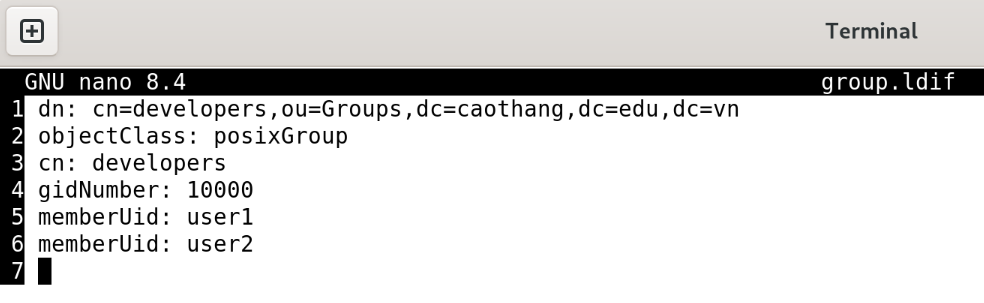 Terminal
GNU nano 8.4 group.ldif
1 dn: cn=developers,ou=Groups,dc=caothang,dc=edu,dc=vn
2 objectClass: posixGroup
3 cn: developers
4 gidNumber: 10000
5 memberUid: user1
6 memberUid: user2
7